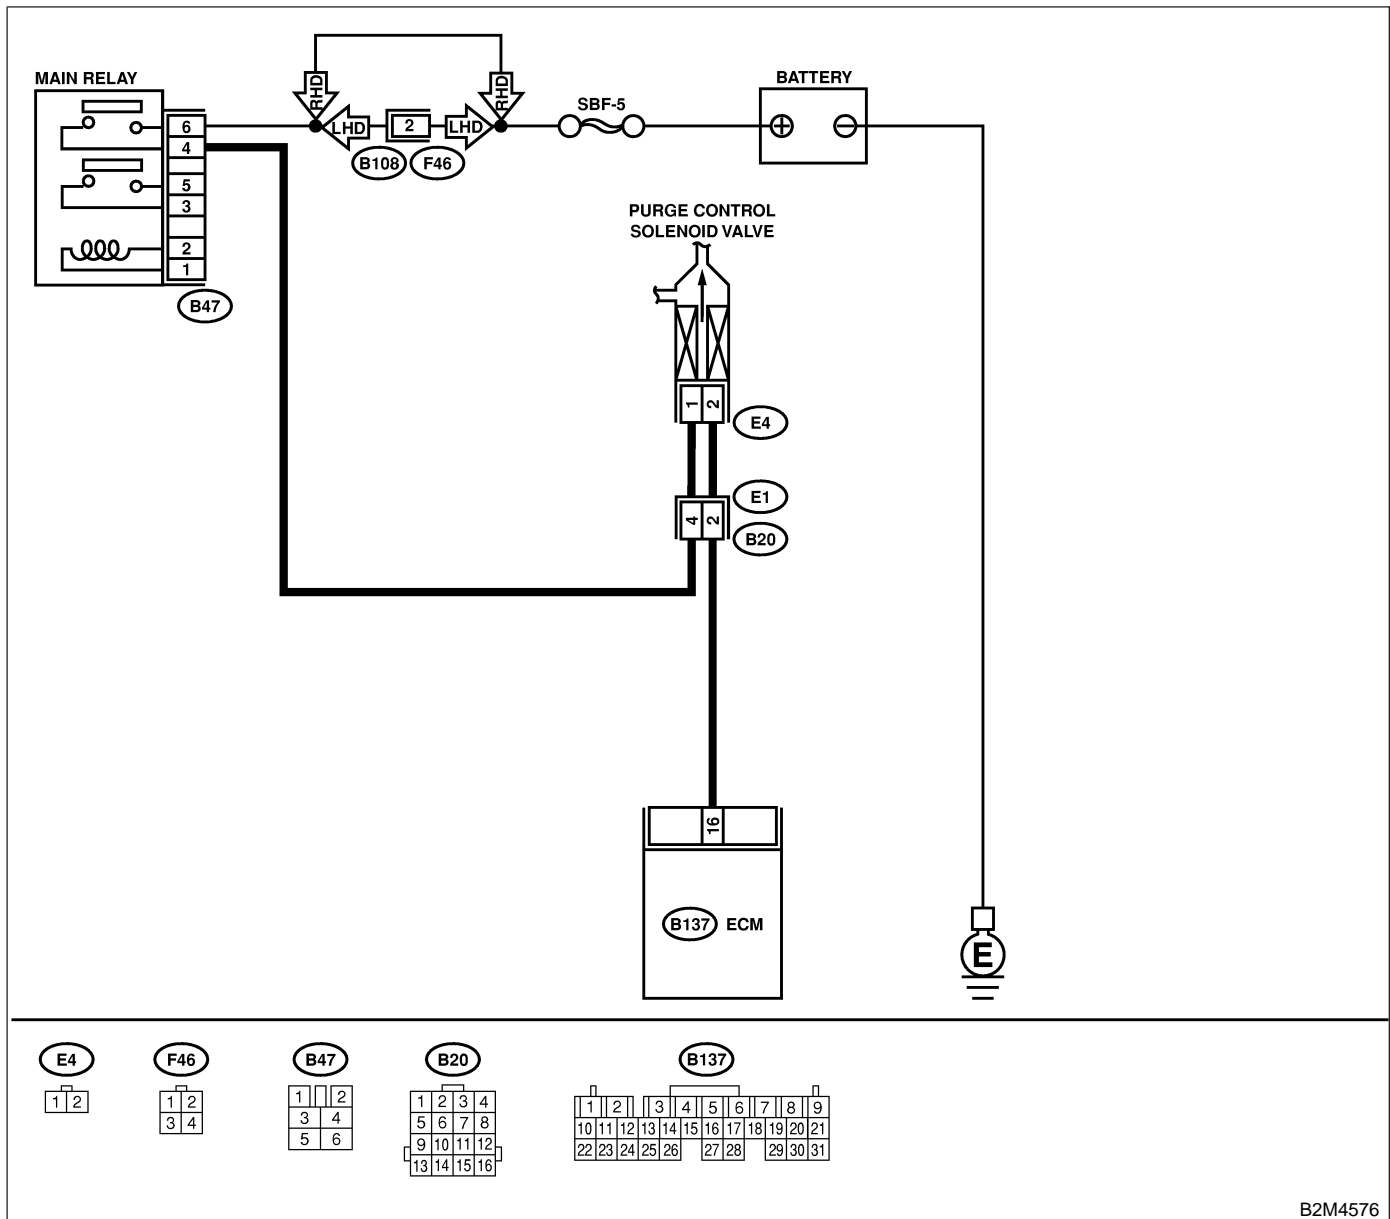 MAIN RELAY
BATTERY
SBF-5
RHD
RHD
LHD
2
LHD
B108
F46
6
4
5
3
2
1
B47
PURGE CONTROL
SOLENOID VALVE
1 2
E4
E1
4 2
B20
16
B137 ECM
E
E4
F46
B47
B20
B137
1 2
1 2
3 4
1 2
3 4
5 6
1 2 3 4
5 6 7 8
9 10 11 12
13 14 15 16
1 2 3 4 5 6 7 8 9
10 11 12 13 14 15 16 17 18 19 20 21
22 23 24 25 26 27 28 29 30 31
B2M4576